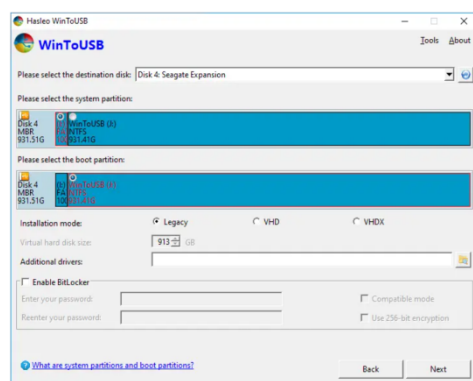 Hasleo WinToUSB
WinToUSB
Tools About
Please select the destination disk: Disk 4: Seagate Expansion
Please select the system partition:
Disk 4
MBR NTFS
931.51G 931.41G
WinToUSB (J:)
Please select the boot partition:
Disk 4 WinToUSB (J:)
MBR FA NTFS
931.51G 100 931.41G
Installation mode: Legacy VHD VHDX
Virtual hard disk size: 913 GB
Additional drivers:
Enable BitLocker
Enter your password: Compatible mode
Reenter your password: Use 256-bit encryption
What are system partitions and boot partitions?
Back Next